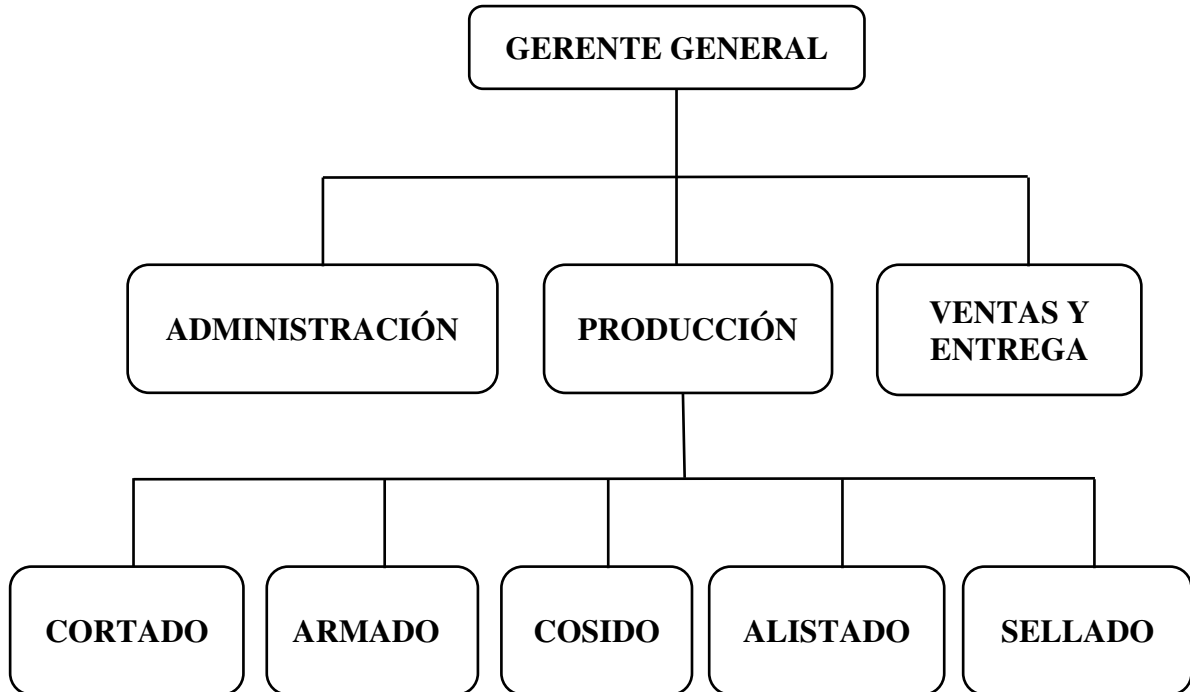 GERENTE GENERAL
ADMINISTRACIÓN
PRODUCCIÓN
VENTAS Y
ENTREGA
CORTADO
ARMADO
COSIDO
ALISTADO
SELLADO